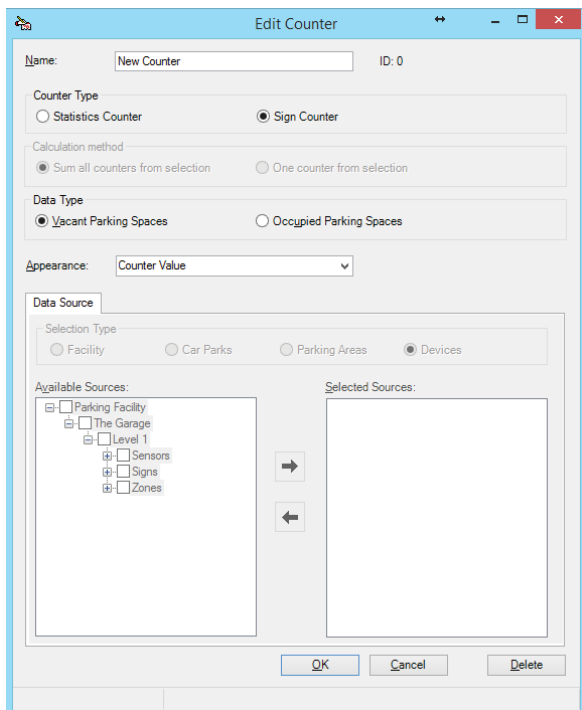 Edit Counter
Name: New Counter ID: 0
Counter Type
Statistics Counter Sign Counter
Calculation method
Sum all counters from selection One counter from selection
Data Type
Vacant Parking Spaces Occupied Parking Spaces
Appearance: Counter Value
Data Source
Selection Type
Facility Car Parks Parking Areas Devices
Available Sources: Selected Sources:
Parking Facility
The Garage
Level 1
Sensors
Signs
Zones
OK Cancel Delete